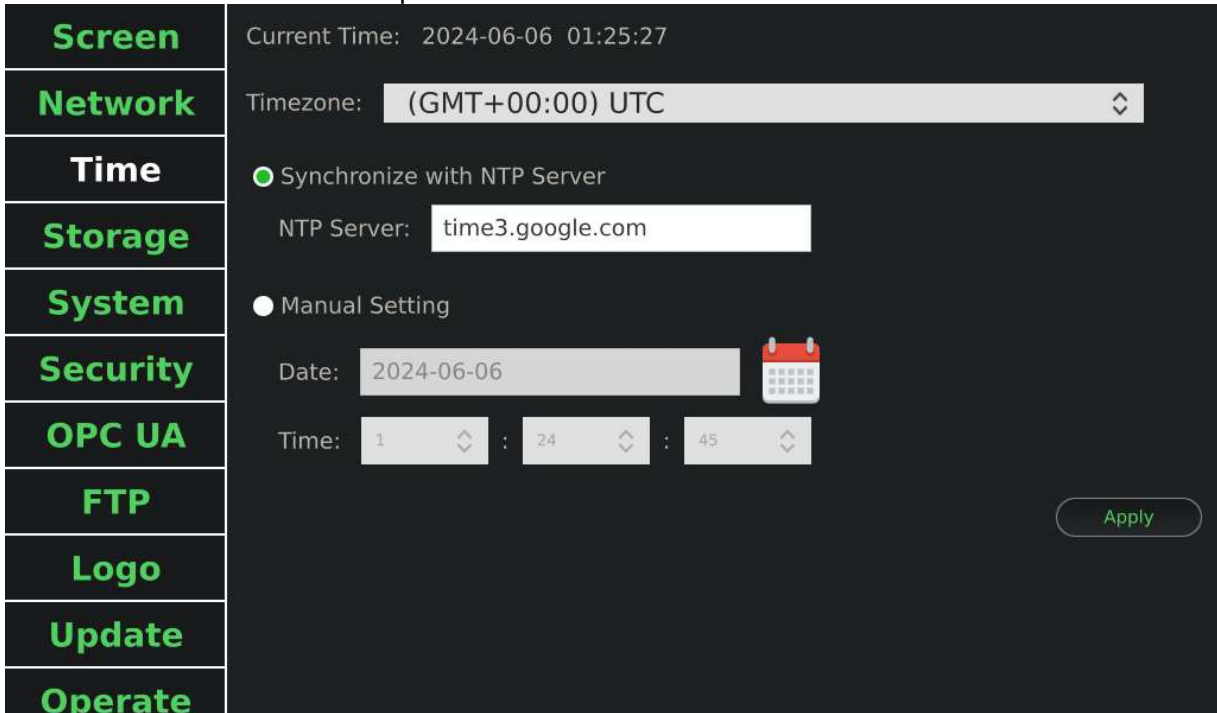 Screen
Network
Time
Storage
System
Security
OPC UA
FTP
Logo
Update
Operate
Current Time: 2024-06-06 01:25:27
Timezone: (GMT+00:00) UTC
Synchronize with NTP Server
NTP Server: time3.google.com
Manual Setting
Date: 2024-06-06
Time: 1 : 24 : 45
Apply